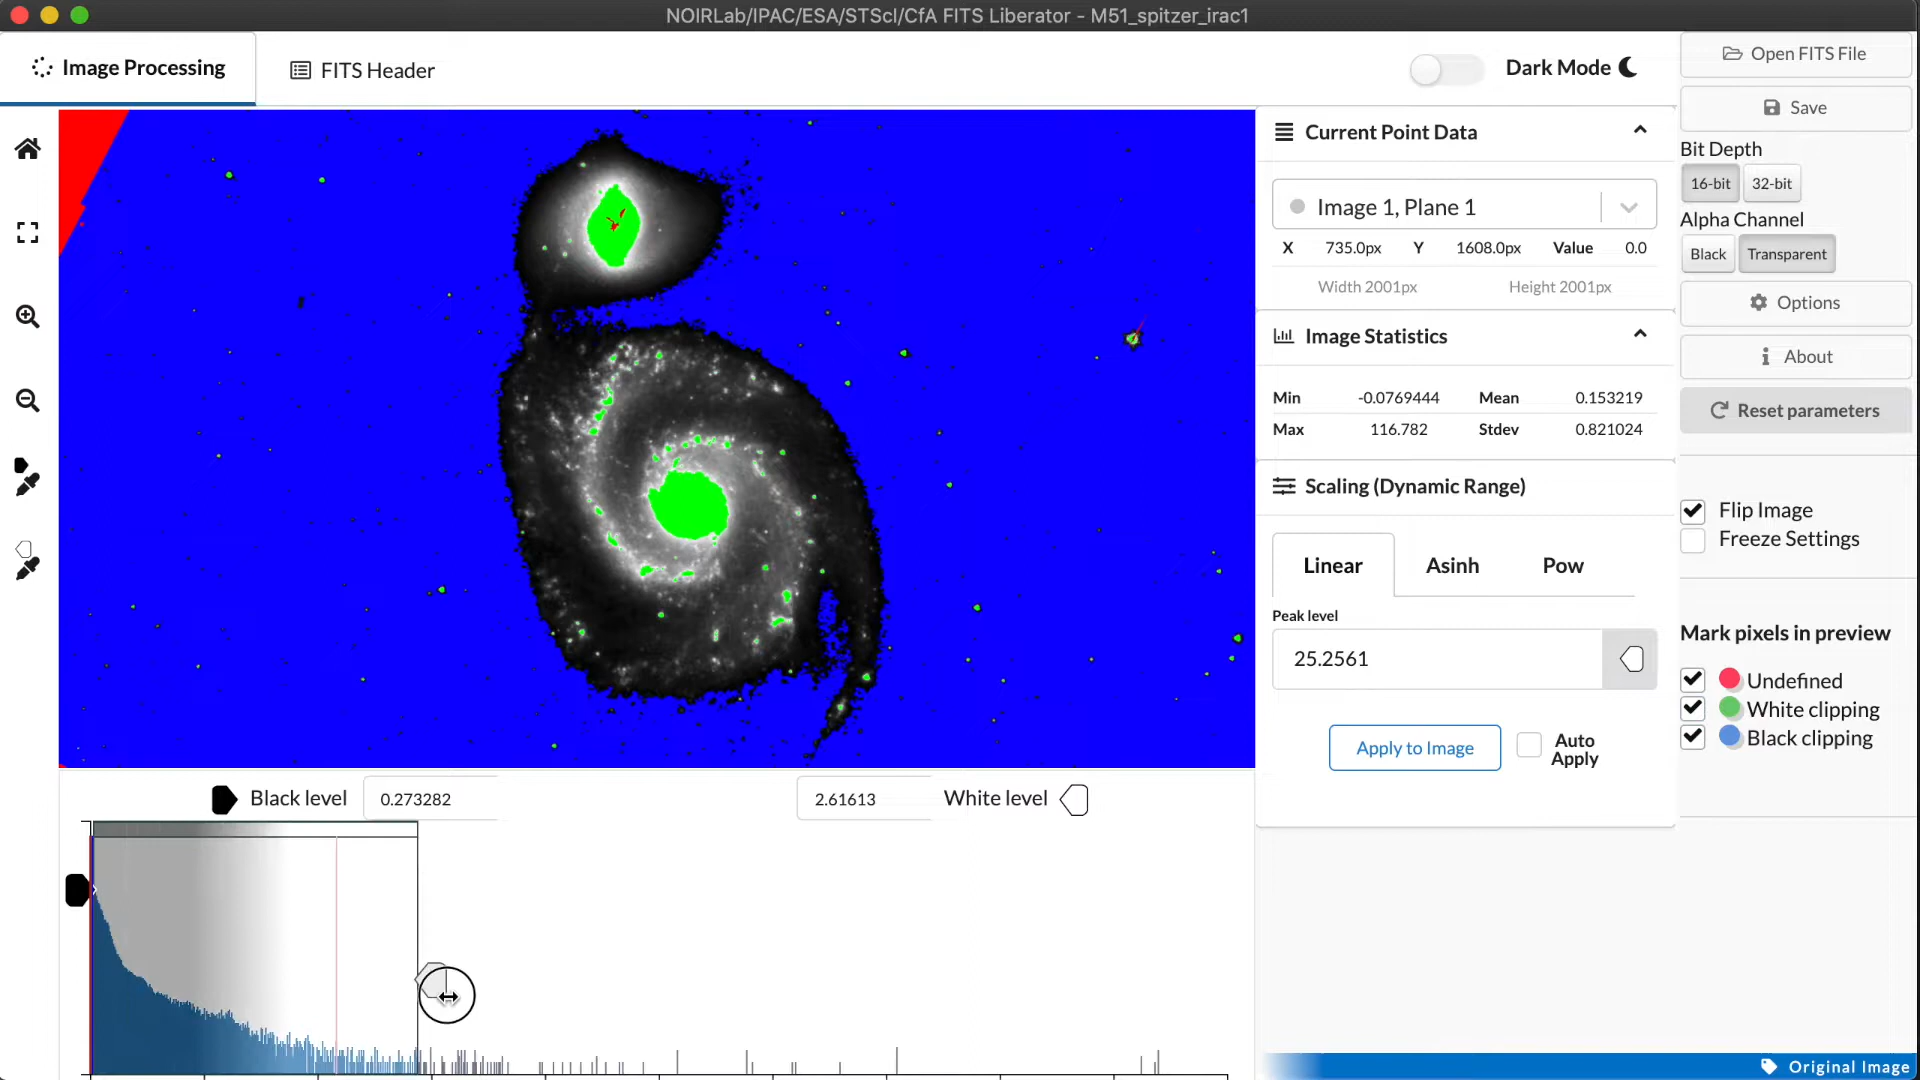 NOIRLab/IPAC/ESA/STScI/CfA FITS Liberator - M51_spitzer_irac1
Image Processing
FITS Header
Dark Mode
Open FITS File
Save
Bit Depth
16-bit
32-bit
Alpha Channel
Black
Transparent
Options
About
Reset parameters
Flip Image
Freeze Settings
Mark pixels in preview
Undefined
White clipping
Black clipping
Current Point Data
Image 1, Plane 1
X 735.0px Y 1608.0px Value 0.0
Width 2001px Height 2001px
Image Statistics
Min -0.0769444 Mean 0.153219
Max 116.782 Stdev 0.821024
Scaling (Dynamic Range)
Linear Asinh Pow
Peak level
25.2561
Apply to Image
Auto
Apply
Black level 0.273282
2.61613 White level
Original Image